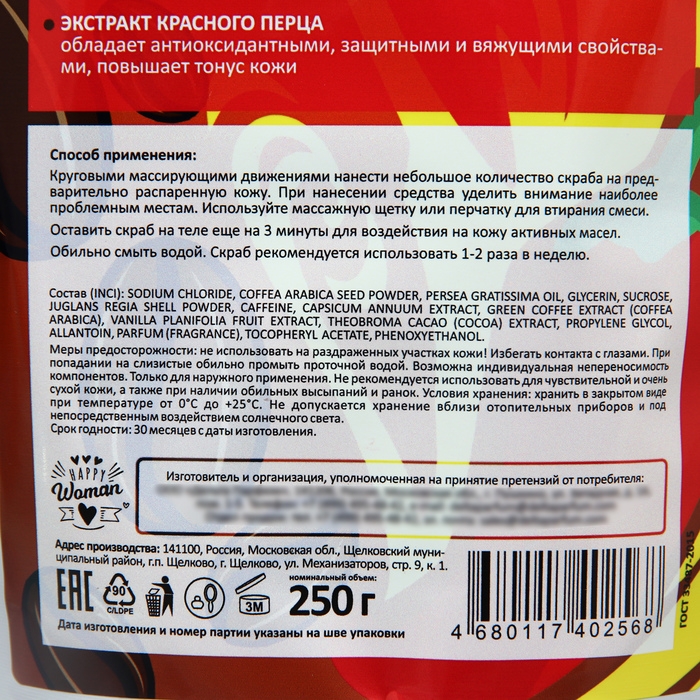 ЭКСТРАКТ КРАСНОГО ПЕРЦА
обладает антиоксидантными, защитными и вяжущими свойства-
ми, повышает тонус кожи
Способ применения:
Круговыми массирующими движениями нанести небольшое количество скраба на пред-
варительно распаренную кожу. При нанесении средства уделить внимание наиболее
проблемным местам. Используйте массажную щетку или перчатку для втирания смеси.
Оставить скраб на теле еще на 3 минуты для воздействия на кожу активных масел.
Обильно смыть водой. Скраб рекомендуется использовать 1-2 раза в неделю.
Состав (INCI): SODIUM CHLORIDE, COFFEA ARABICA SEED POWDER, PERSEA GRATISSIMA OIL, GLYCERIN, SUCROSE,
JUGLANS REGIA SHELL POWDER, CAFFEINE, CAPSICUM ANNUUM EXTRACT, GREEN COFFEE EXTRACT (COFFEA
ARABICA), VANILLA PLANIFOLIA FRUIT EXTRACT, THEOBROMA CACAO (COCOA) EXTRACT, PROPYLENE GLYCOL,
ALLANTOIN, PARFUM (FRAGRANCE), TOCOPHERYL ACETATE, PHENOXYETHANOL.
Меры предосторожности: не использовать на раздраженных участках кожи! Избегать контакта с глазами. При
попадании на слизистые обильно промыть проточной водой. Возможна индивидуальная непереносимость
компонентов. Только для наружного применения. Не рекомендуется использовать для чувствительной и очень
сухой кожи, а также при наличии обильных высыпаний и ранок. Условия хранения: хранить в закрытом виде
при температуре от 0°С до +25°С. Не допускается хранение вблизи отопительных приборов и под
непосредственным воздействием солнечного света.
Срок годности: 30 месяцев с даты изготовления.
HAPPY
Woman
Изготовитель и организация, уполномоченная на принятие претензий от потребителя:
Адрес производства: 141100, Россия, Московская обл., Щелковский муни-
ципальный район, г.п. Щелково, г. Щелково, ул. Механизаторов, стр. 9, к. 1.
EAC
90
C/LDPE
3М
номинальный объем:
250 г
Дата изготовления и номер партии указаны на шве упаковки
4 680117 402568